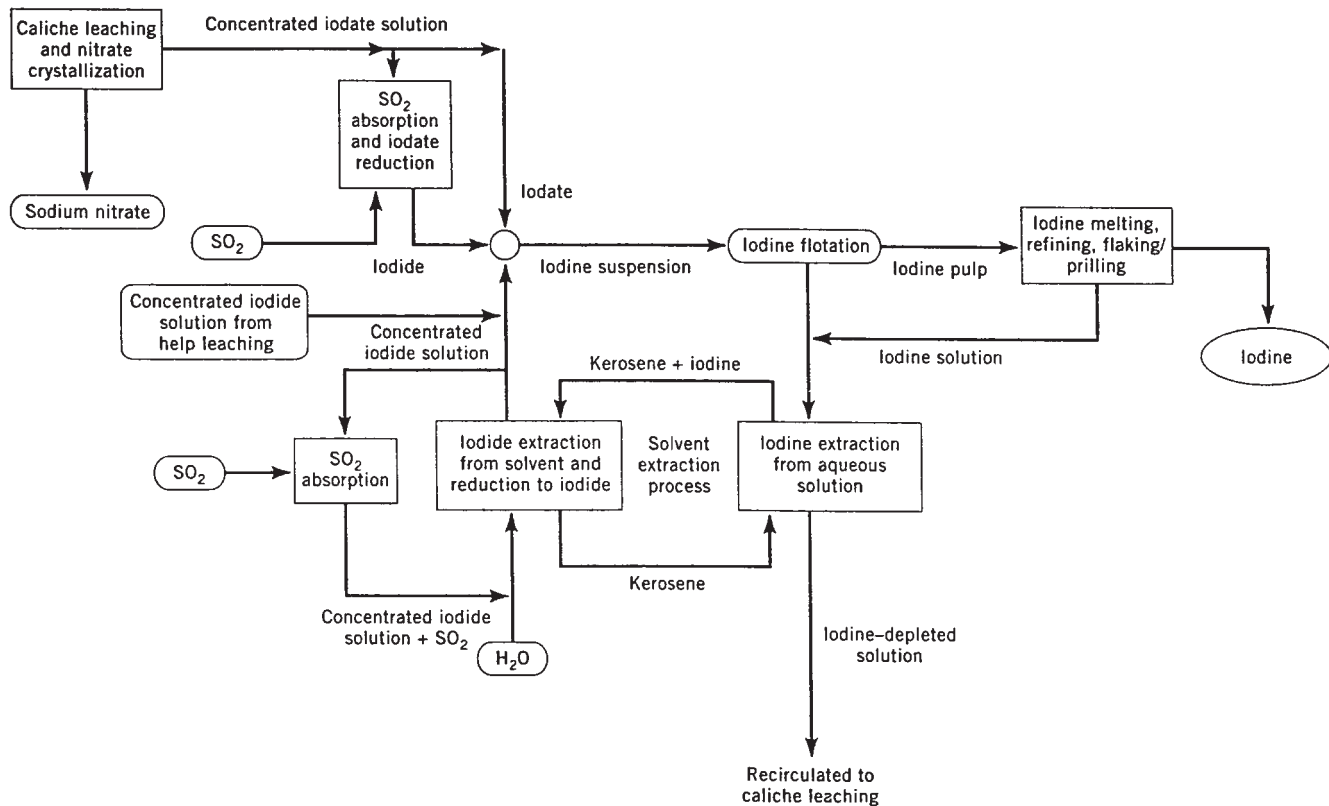 Caliche leaching
and nitrate
crystallization
Concentrated iodate solution
SO2
absorption
and iodate
reduction
Sodium nitrate
SO2
Iodide
Iodate
Iodine suspension
Iodine flotation
Iodine pulp
Iodine melting,
refining, flaking/
prilling
Iodine
Iodine solution
Concentrated iodide
solution from
help leaching
Concentrated
iodide solution
Kerosene + iodine
SO2
SO2
absorption
Iodide extraction
from solvent and
reduction to iodide
Solvent
extraction
process
Iodine extraction
from aqueous
solution
Kerosene
Concentrated iodide
solution + SO2
H2O
Iodine–depleted
solution
Recirculated to
caliche leaching